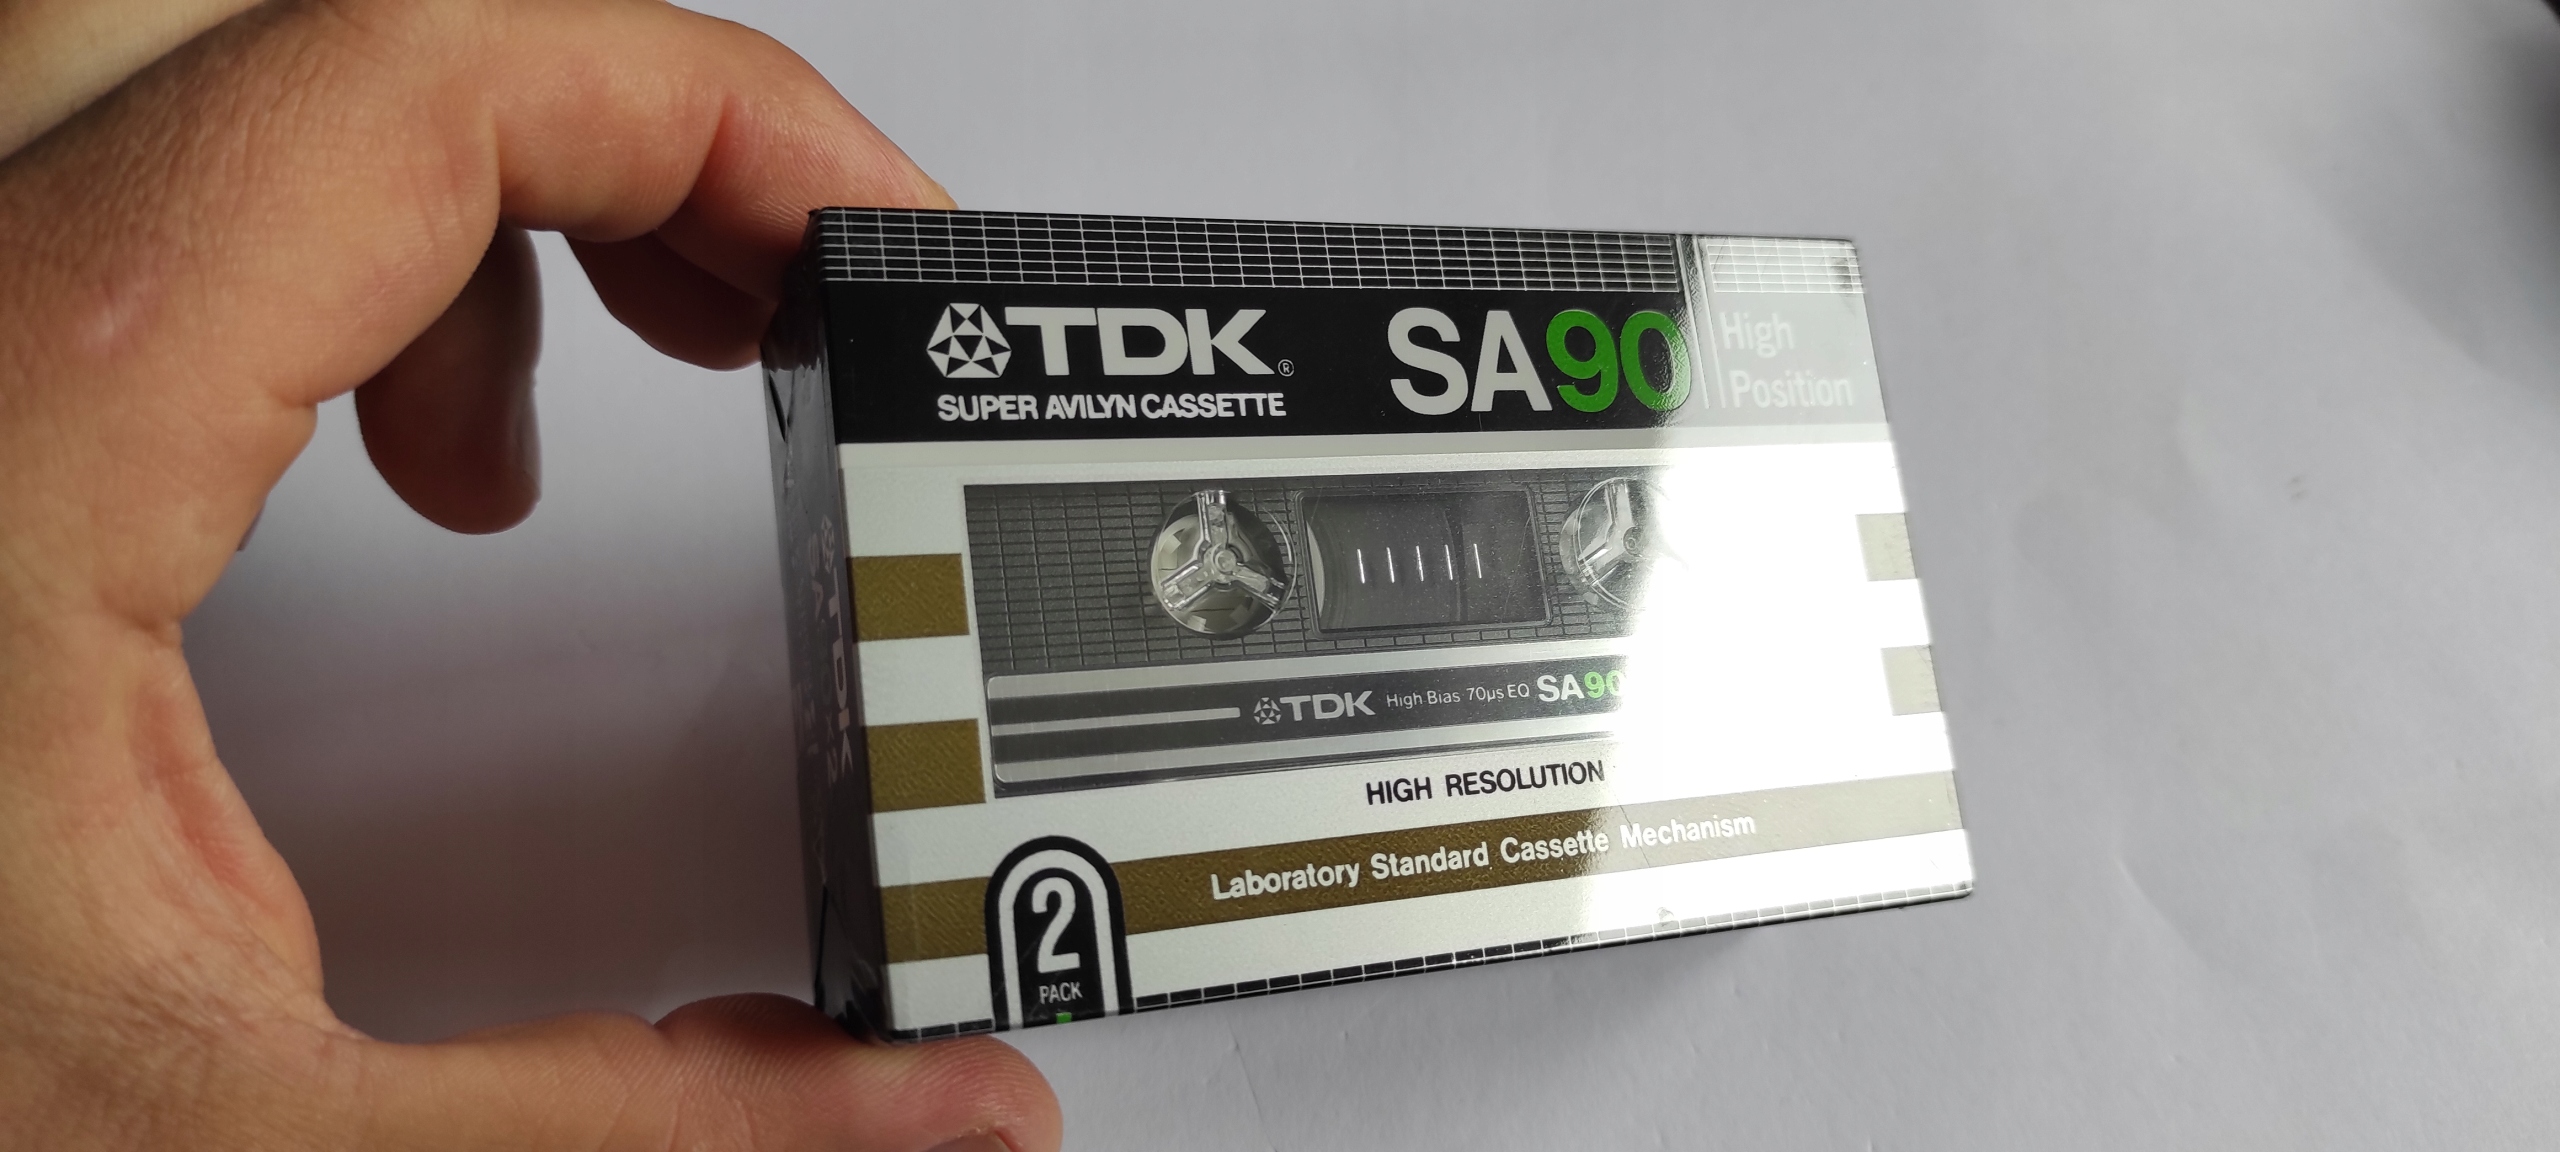 TDK®
SUPER AVILYN CASSETTE
SA90
High
Position
TDK High Bias 70µs EQ SA90
HIGH RESOLUTION
Laboratory Standard Cassette Mechanism
2
PACK
TDK